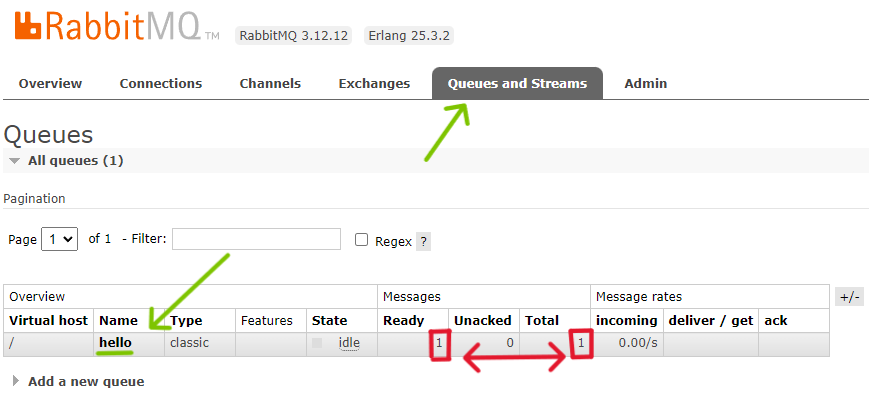 RabbitMQ TM RabbitMQ 3.12.12 Erlang 25.3.2
Overview Connections Channels Exchanges Queues and Streams Admin
Queues
All queues (1)
Pagination
Page 1 of 1 - Filter: Regex ?
Overview Messages Message rates +/-
Virtual host Name Type Features State Ready Unacked Total incoming deliver / get ack
/ hello classic idle 1 0 1 0.00/s
Add a new queue